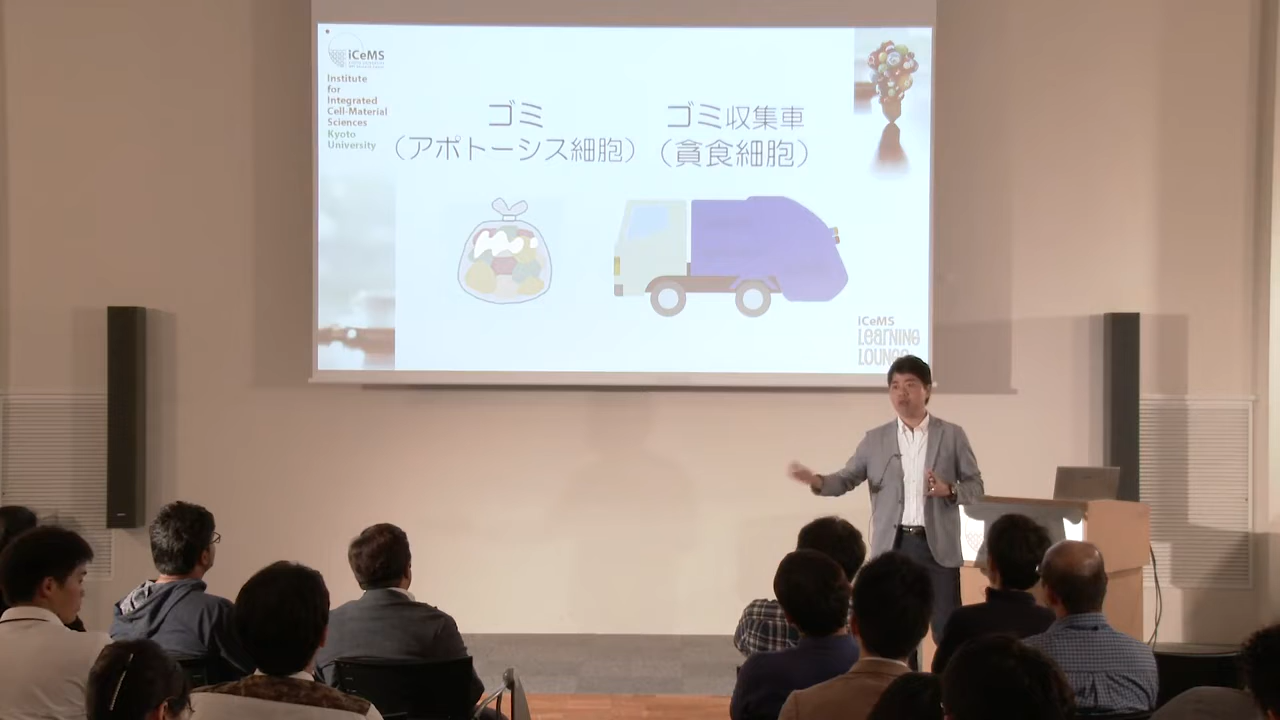 iCeMS
Institute
for
Integrated
Cell-Material
Sciences
Kyoto
University
ゴミ
（アポトーシス細胞）
ゴミ収集車
（貪食細胞）
iCeMS
LEARNING
LOUNGE